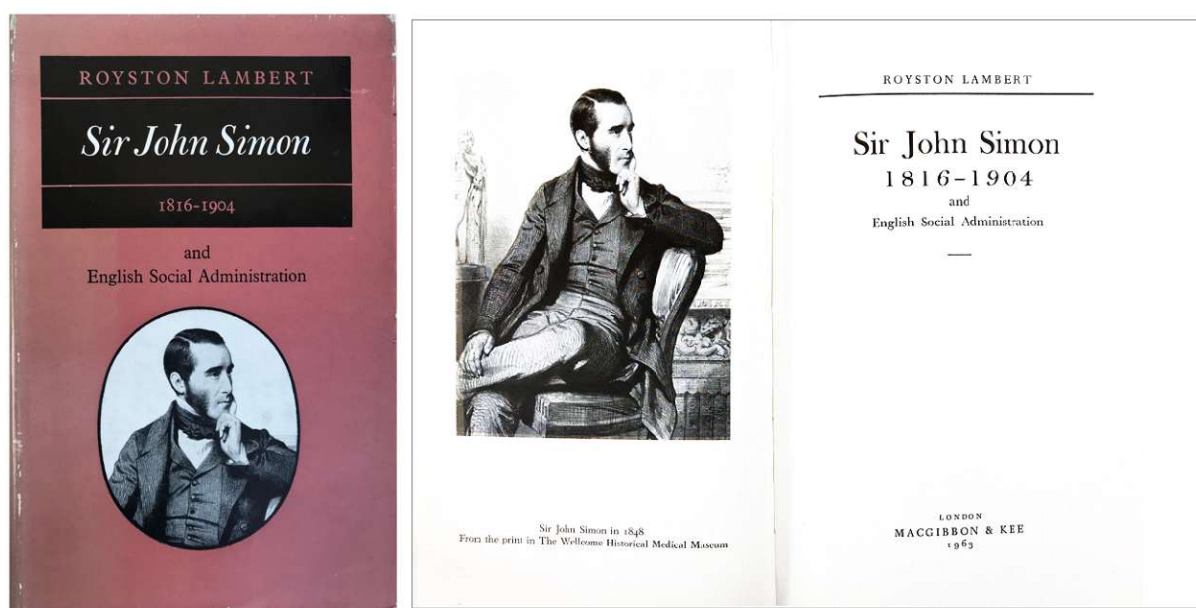 ROYSTON LAMBERT
Sir John Simon
1816-1904
and
English Social Administration
Sir John Simon in 1848
From the print in The Wellcome Historical Medical Museum
ROYSTON LAMBERT
Sir John Simon
1816-1904
and
English Social Administration
LONDON
MACGIBBON & KEE
1963